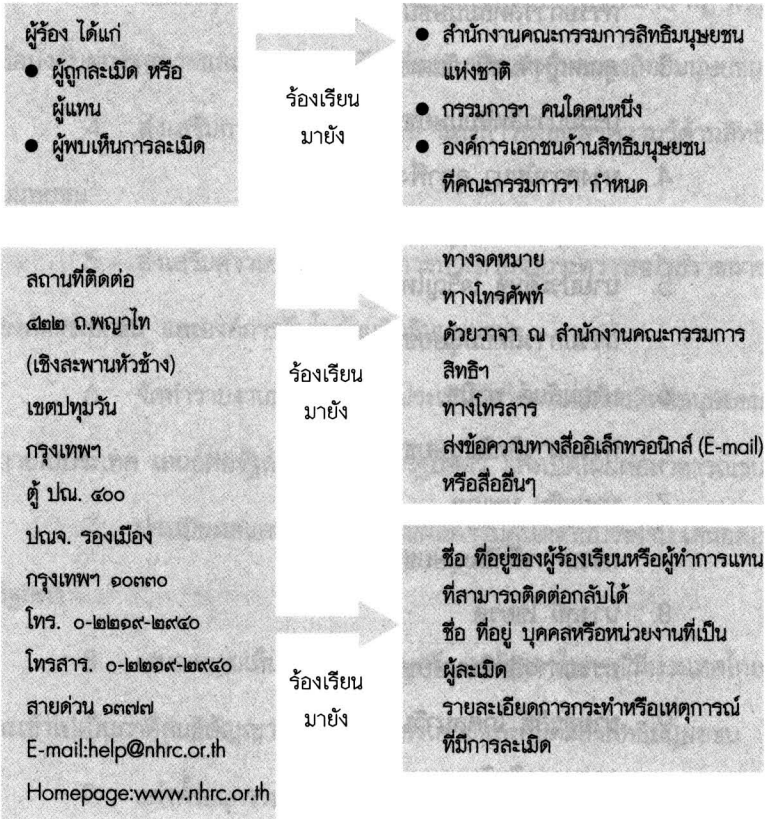 ผู้ร้อง ได้แก่
● ผู้ถูกละเมิด หรือ
ผู้แทน
● ผู้พบเห็นการละเมิด
ร้องเรียน
มายัง
● สำนักงานคณะกรรมการสิทธิมนุษยชน
แห่งชาติ
● กรรมการฯ คนใดคนหนึ่ง
● องค์การเอกชนด้านสิทธิมนุษยชน
ที่คณะกรรมการฯ กำหนด
สถานที่ติดต่อ
๔๒๒ ถ.พญาไท
(เชิงสะพานหัวช้าง)
เขตปทุมวัน
กรุงเทพฯ
ตู้ ปณ. ๔๐๐
ปณจ. รองเมือง
กรุงเทพฯ ๑๐๓๓๐
โทร. ๐-๒๒๑๙-๒๙๔๐
โทรสาร. ๐-๒๒๑๙-๒๙๔๐
สายด่วน ๑๓๗๗
E-mail:help@nhrc.or.th
Homepage:www.nhrc.or.th
ร้องเรียน
มายัง
ทางจดหมาย
ทางโทรศัพท์
ด้วยวาจา ณ สำนักงานคณะกรรมการ
สิทธิฯ
ทางโทรสาร
ส่งข้อความทางสื่ออิเล็กทรอนิกส์ (E-mail)
หรือสื่ออื่นๆ
ร้องเรียน
มายัง
ชื่อ ที่อยู่ของผู้ร้องเรียนหรือผู้ทำการแทน
ที่สามารถติดต่อกลับได้
ชื่อ ที่อยู่ บุคคลหรือหน่วยงานที่เป็น
ผู้ละเมิด
รายละเอียดการกระทำหรือเหตุการณ์
ที่มีการละเมิด